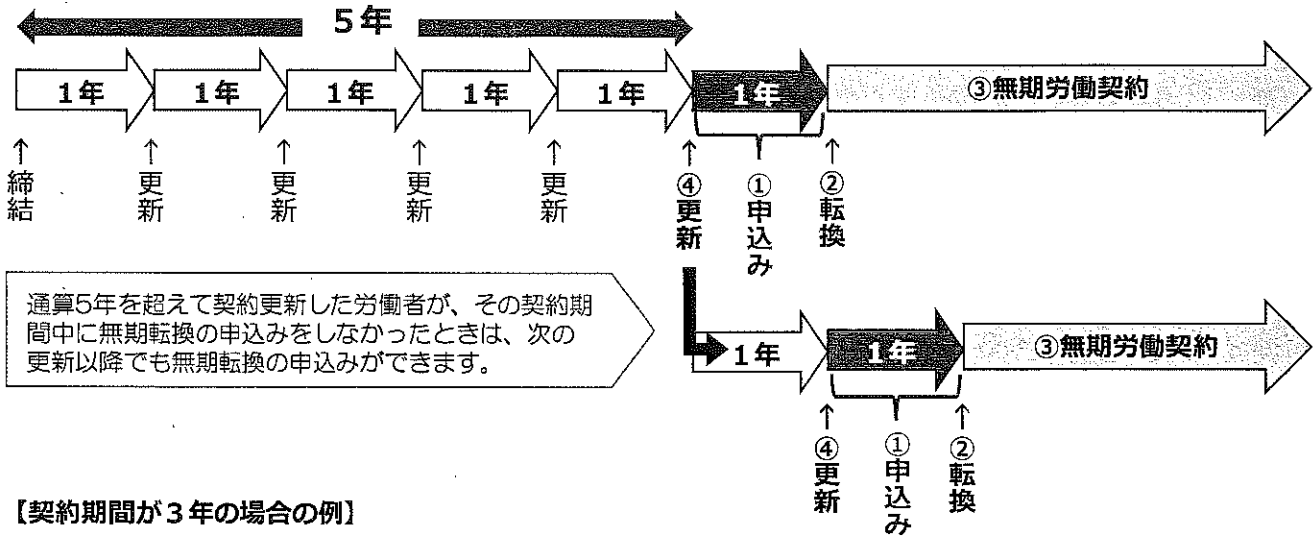 5年
1年 1年 1年 1年 1年 1年 ③無期労働契約
↑締結 ↑更新 ↑更新 ↑更新 ↑更新 ↑④更新 ①申込み ↑②転換
通算5年を超えて契約更新した労働者が、その契約期
間中に無期転換の申込みをしなかったときは、次の
更新以降でも無期転換の申込みができます。
1年 1年 ③無期労働契約
↑④更新 ①申込み ↑②転換
【契約期間が3年の場合の例】